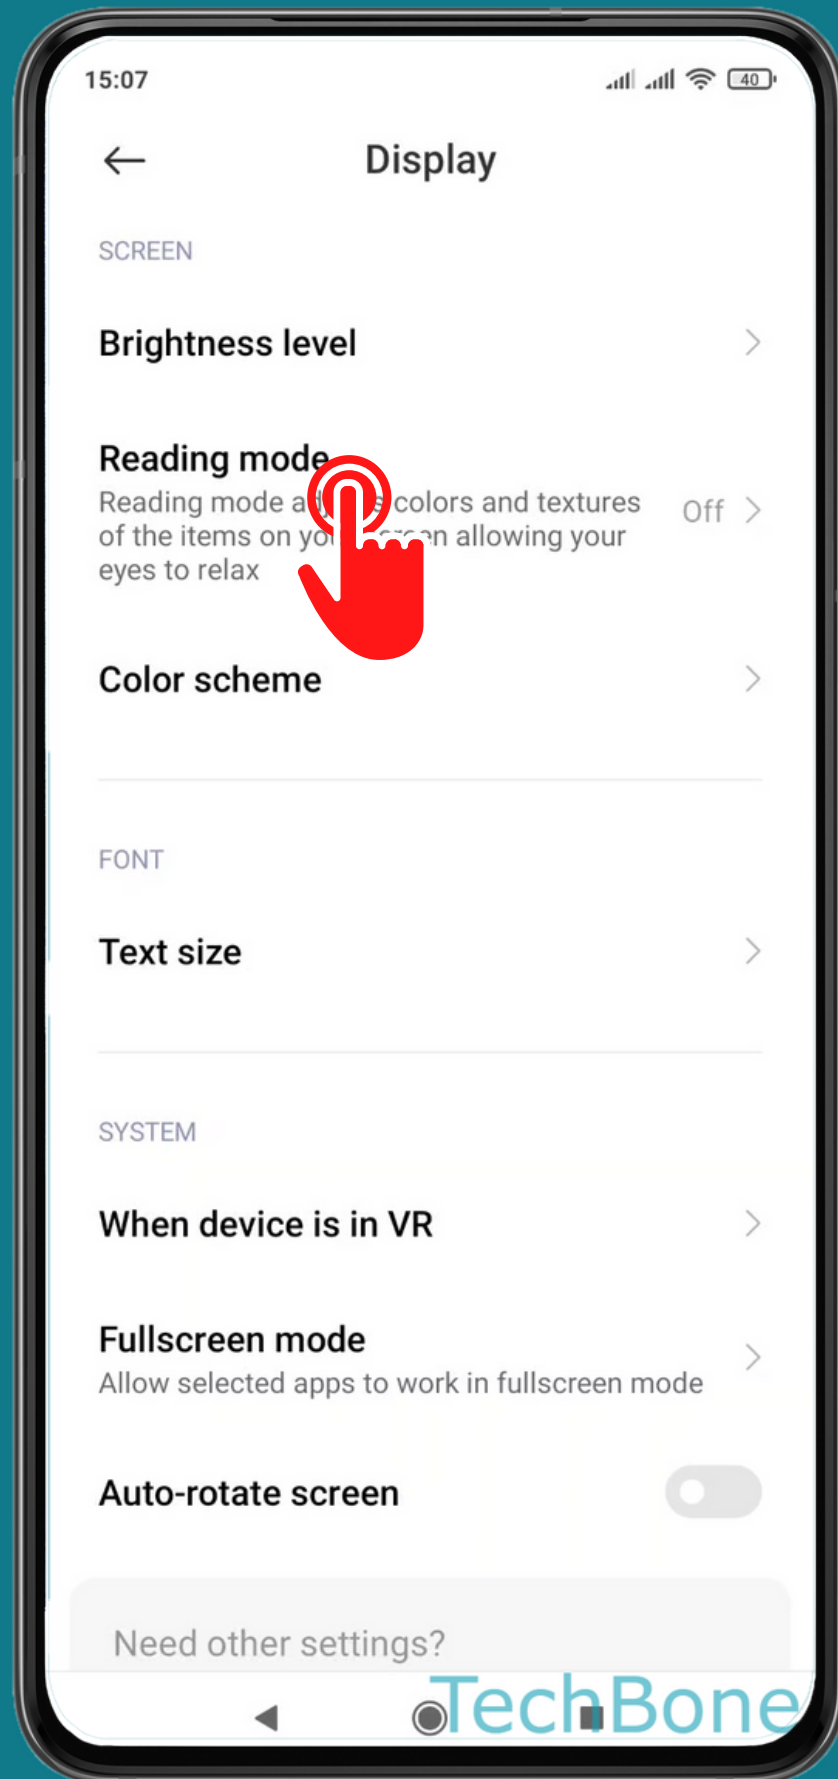 15:07
40
Display
SCREEN
Brightness level
Reading mode
Reading mode colors and textures
of the items on allowing your
eyes to relax
Off
Color scheme
FONT
Text size
SYSTEM
When device is in VR
Fullscreen mode
Allow selected apps to work in fullscreen mode
Auto-rotate screen
Need other settings?
TechBone